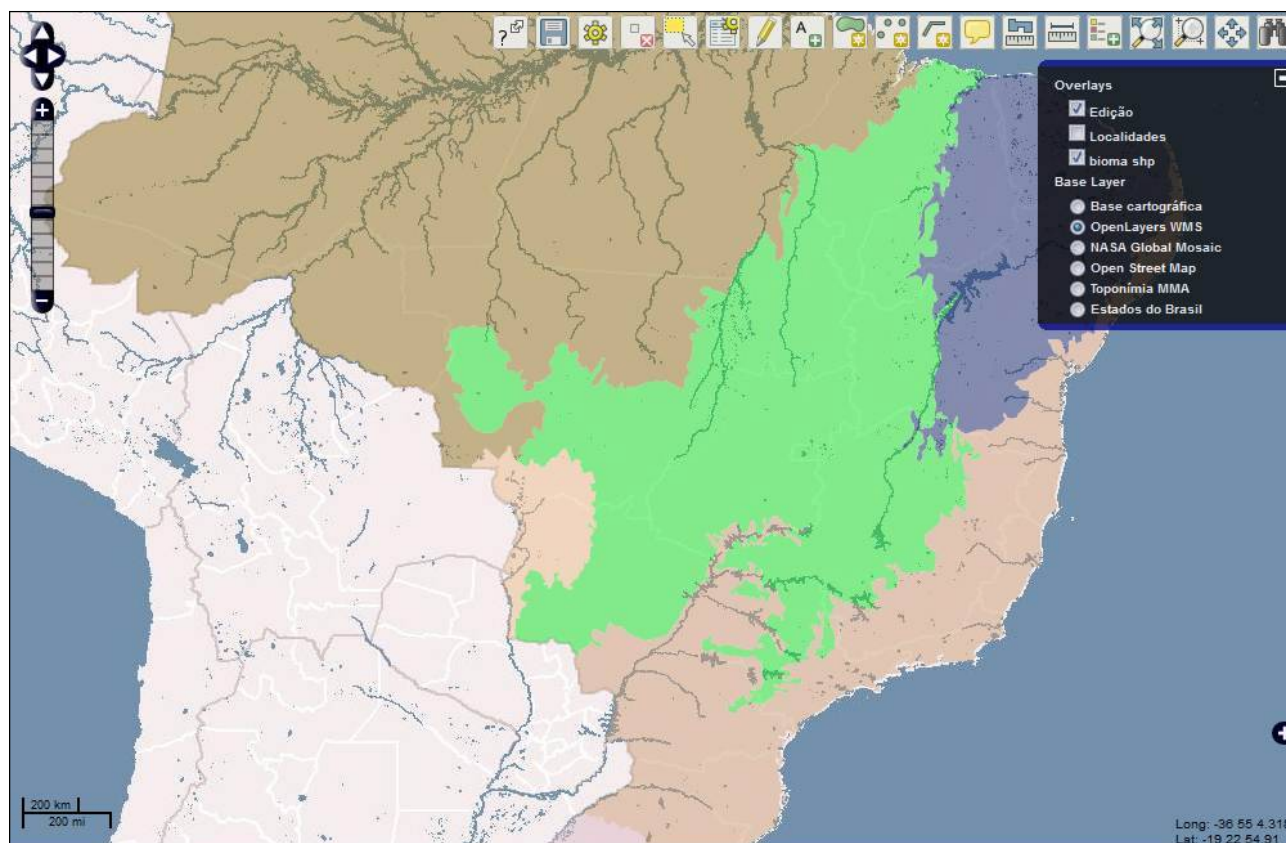 ?
A
Overlays
Edição
Localidades
bioma shp
Base Layer
Base cartográfica
OpenLayers WMS
NASA Global Mosaic
Open Street Map
Toponímia MMA
Estados do Brasil
200 km
200 mi
Long: -36 55 4.318
Lat: -19 22 54.91